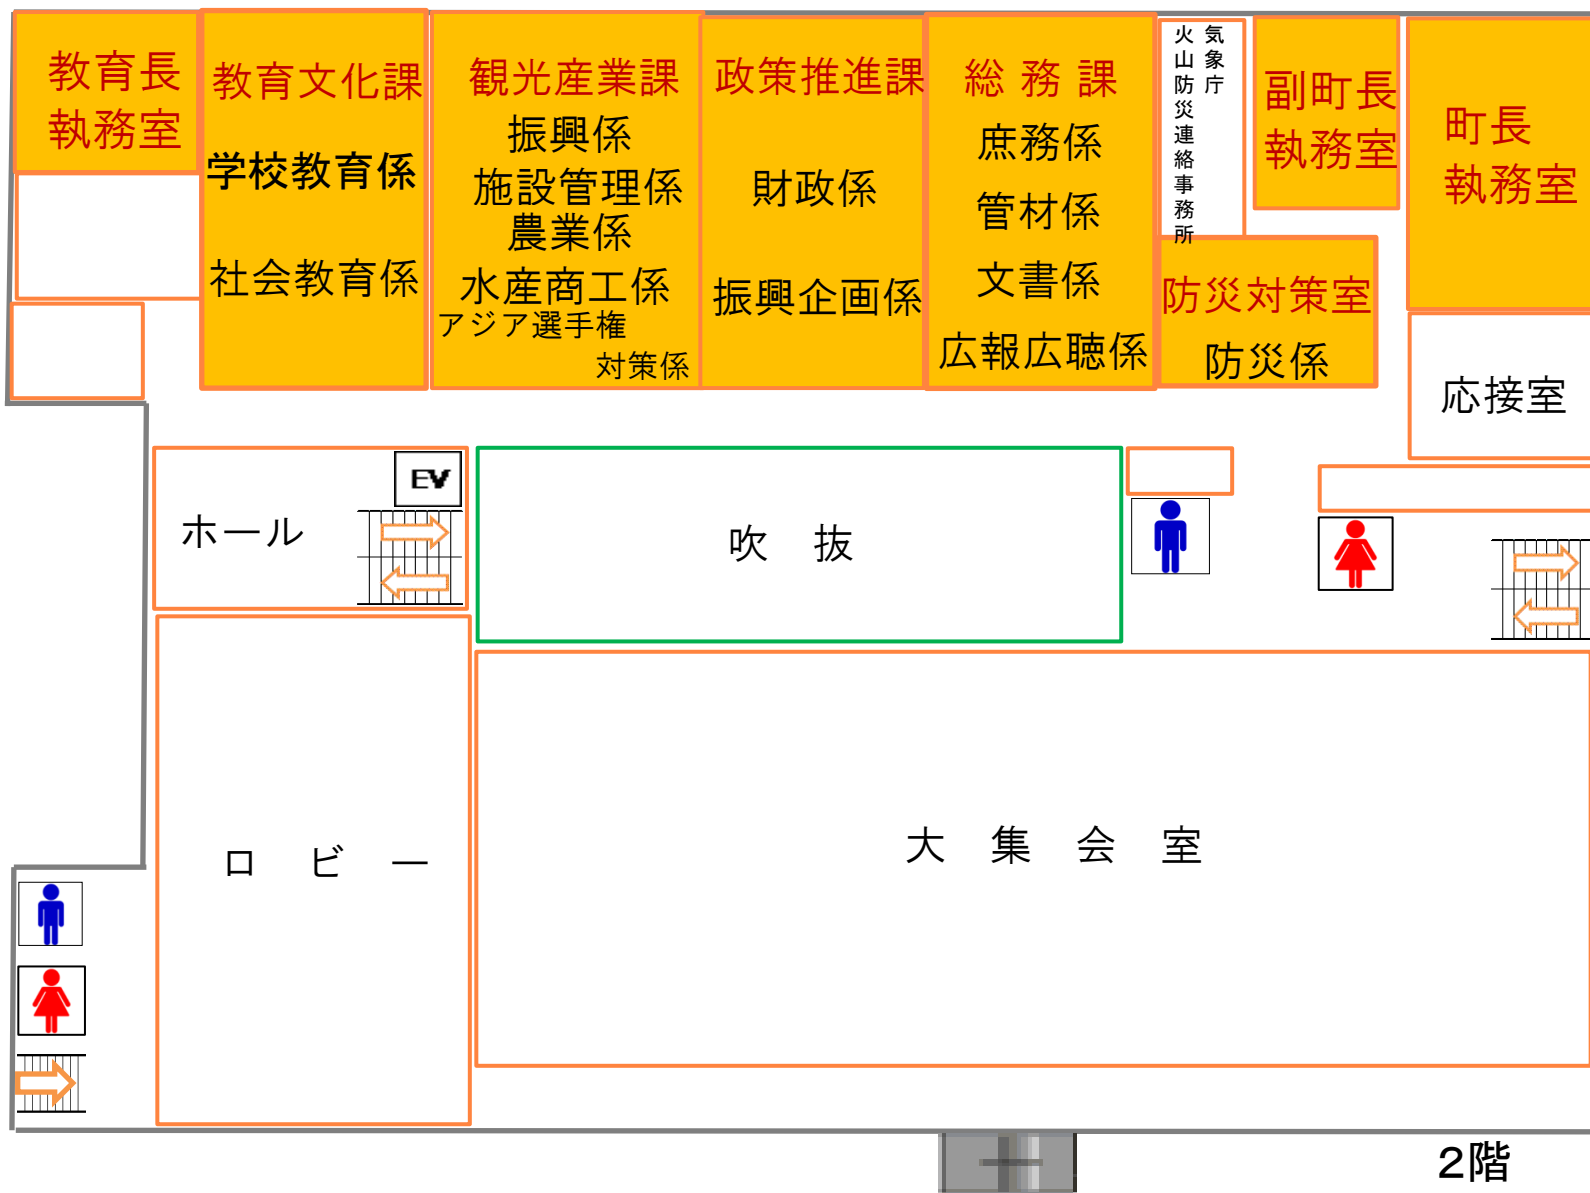 教育長
執務室
教育文化課
学校教育係
社会教育係
観光産業課
振興係
施設管理係
農業係
水産商工係
アジア選手権
対策係
政策推進課
財政係
振興企画係
総務課
庶務係
管材係
文書係
広報広聴係
気象庁
火山防災連絡事務所
防災対策室
防災係
副町長
執務室
町長
執務室
応接室
EV
ホール
吹 抜
ロ ビ ー
大 集 会 室
2階